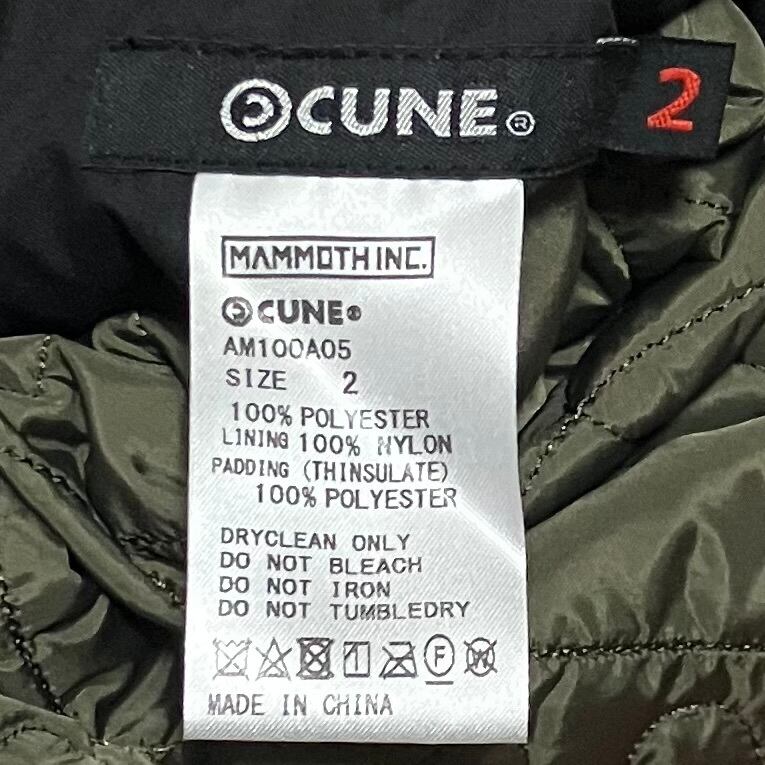 CUNE®
2
MAMMOTH INC.
CUNE®
AM100A05
SIZE 2
100% POLYESTER
LINING 100% NYLON
PADDING (THINSULATE)
100% POLYESTER
DRYCLEAN ONLY
DO NOT BLEACH
DO NOT IRON
DO NOT TUMBLEDRY
F W
MADE IN CHINA